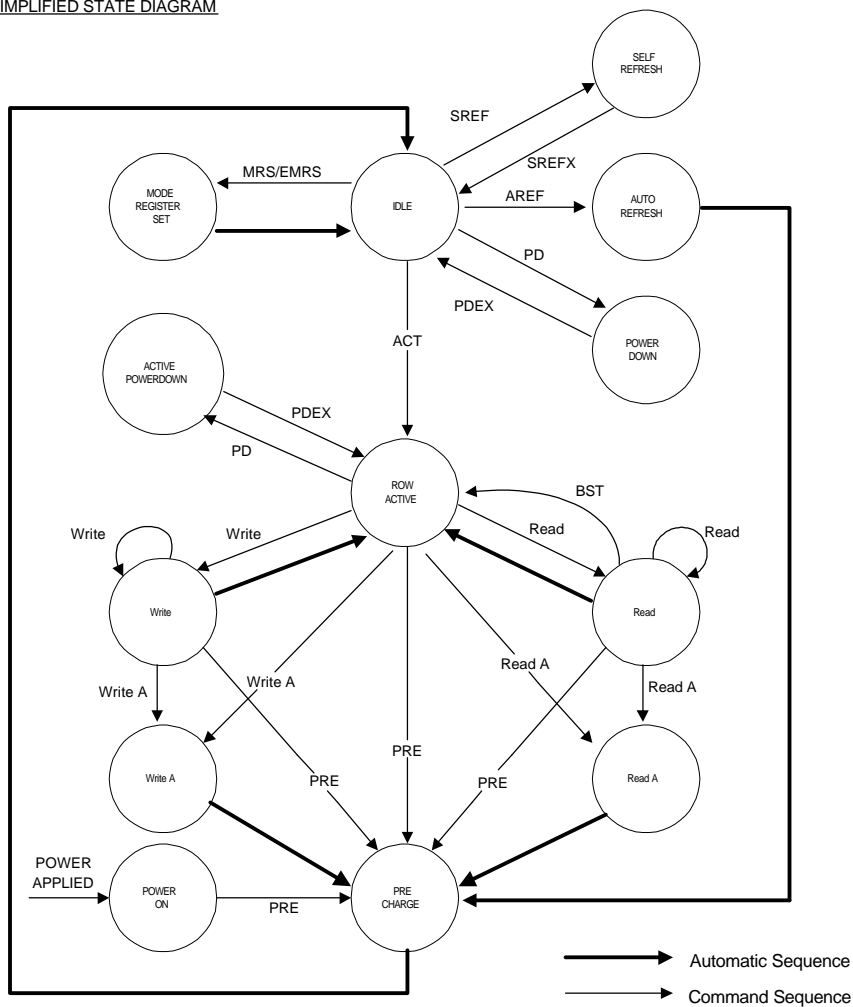 IMPLIFIED STATE DIAGRAM
SELF
REFRESH
SREF
SREFX
MRS/EMRS
MODE
REGISTER
SET
IDLE
AREF
AUTO
REFRESH
PD
PDEX
POWER
DOWN
ACT
ACTIVE
POWERDOWN
PDEX
PD
ROW
ACTIVE
BST
Write
Write
Read
Read
Write
Read
Write A
Write A
Read A
Read A
Write A
PRE
PRE
PRE
Read A
POWER
APPLIED
POWER
ON
PRE
PRE
CHARGE
Automatic Sequence
Command Sequence